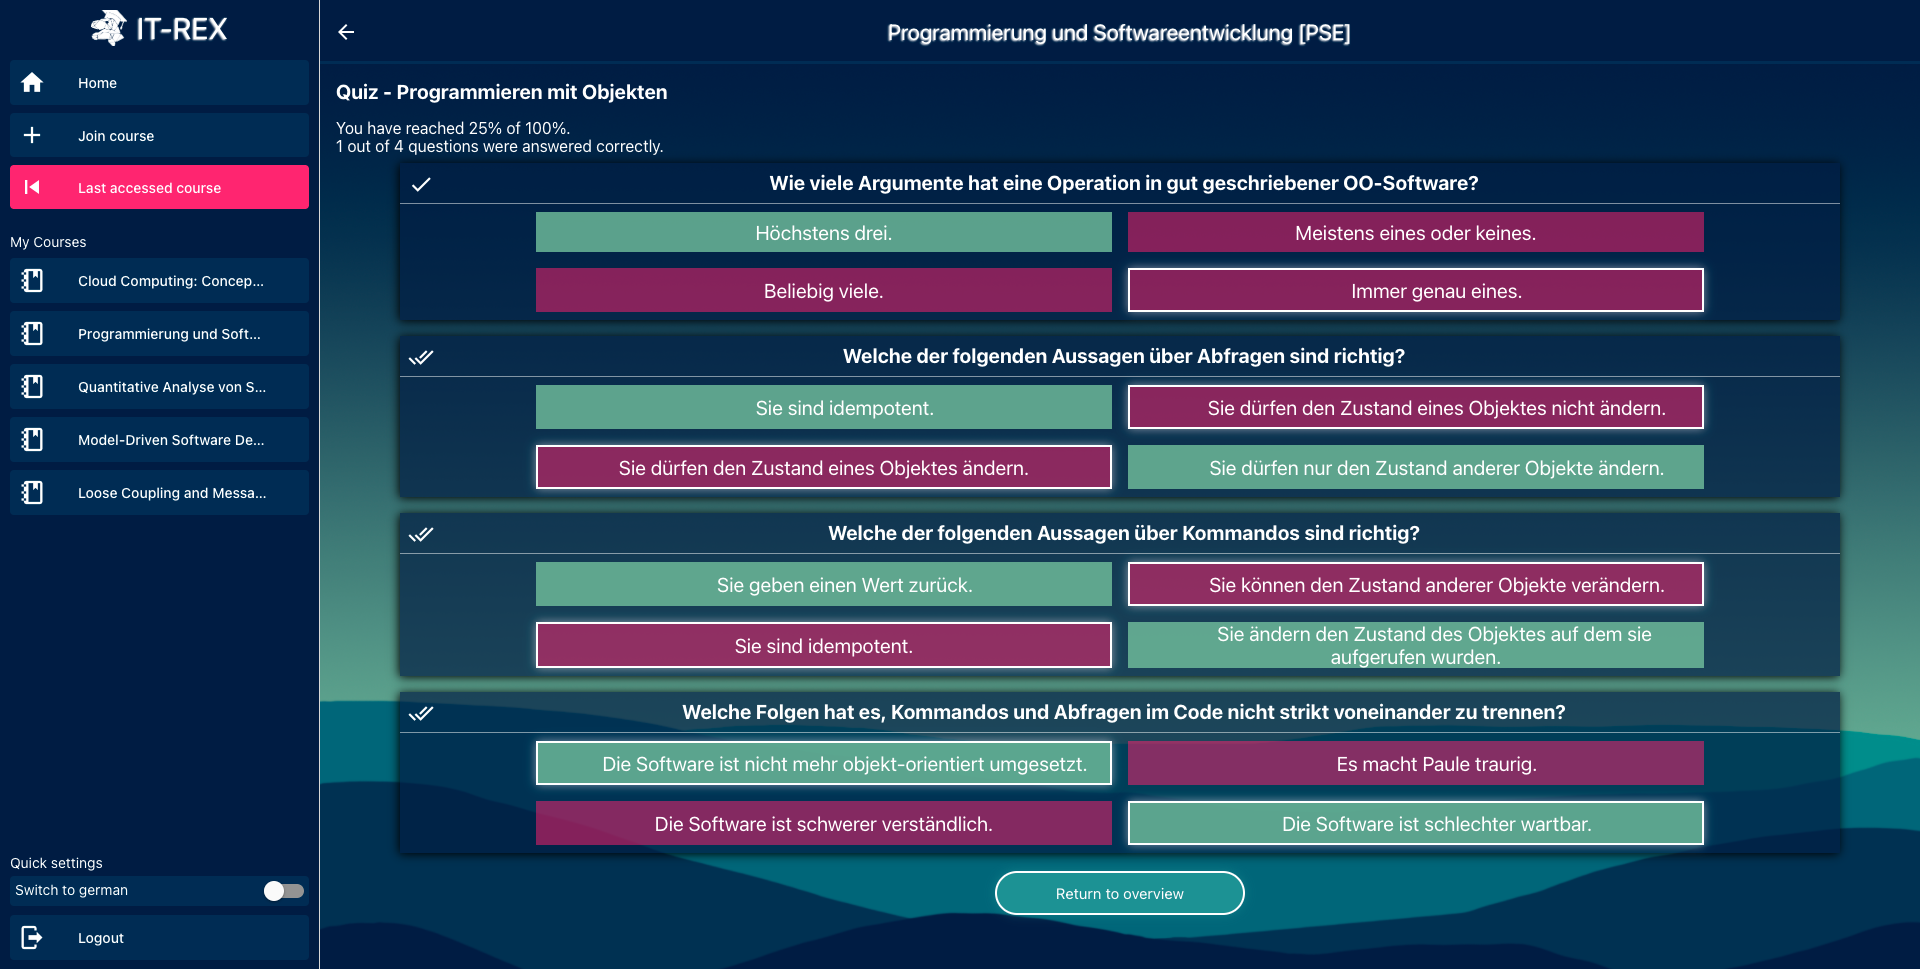 IT-REX
Home
Join course
Last accessed course
My Courses
Cloud Computing: Concep...
Programmierung und Soft...
Quantitative Analyse von S...
Model-Driven Software De...
Loose Coupling and Messa...
Quick settings
Switch to german
Logout
Programmierung und Softwareentwicklung [PSE]
Quiz - Programmieren mit Objekten
You have reached 25% of 100%.
1 out of 4 questions were answered correctly.
Wie viele Argumente hat eine Operation in gut geschriebener OO-Software?
Höchstens drei.
Meistens eines oder keines.
Beliebig viele.
Immer genau eines.
Welche der folgenden Aussagen über Abfragen sind richtig?
Sie sind idempotent.
Sie dürfen den Zustand eines Objektes nicht ändern.
Sie dürfen den Zustand eines Objektes ändern.
Sie dürfen nur den Zustand anderer Objekte ändern.
Welche der folgenden Aussagen über Kommandos sind richtig?
Sie geben einen Wert zurück.
Sie können den Zustand anderer Objekte verändern.
Sie sind idempotent.
Sie ändern den Zustand des Objektes auf dem sie
aufgerufen wurden.
Welche Folgen hat es, Kommandos und Abfragen im Code nicht strikt voneinander zu trennen?
Die Software ist nicht mehr objekt-orientiert umgesetzt.
Es macht Paule traurig.
Die Software ist schwerer verständlich.
Die Software ist schlechter wartbar.
Return to overview